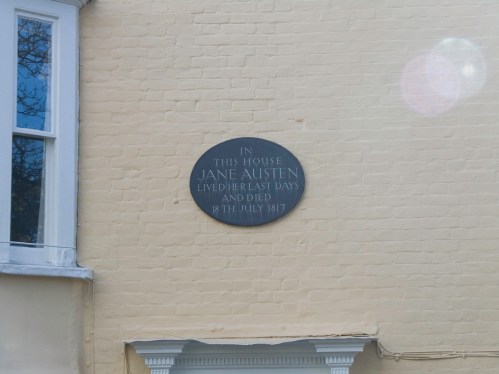 IN
THIS HOUSE
JANE AUSTEN
LIVED HER LAST DAYS
AND DIED
18TH JULY 1817